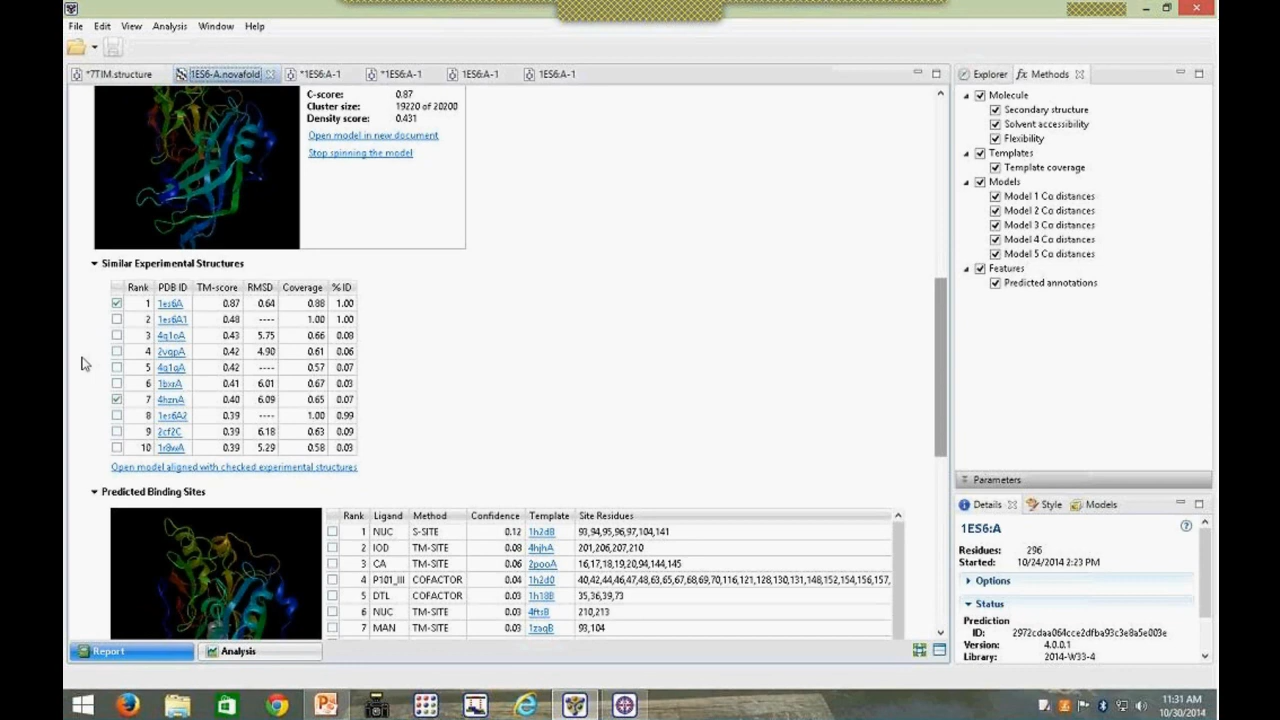 File Edit View Analysis Window Help
*7TIM.structure 1ES6-A.novafold *1ES6:A-1 *1ES6:A-1 1ES6:A-1 1ES6:A-1
C-score: 0.87
Cluster size: 19220 of 20200
Density score: 0.431
Open model in new document
Stop spinning the model
Similar Experimental Structures
Rank PDB ID TM-score RMSD Coverage % ID
1 1es6A 0.87 0.64 0.88 1.00
2 1es6A1 0.48 ---- 1.00 1.00
3 0.43 5.75 0.66 0.08
4 2vqpA 0.42 4.90 0.61 0.06
5 0.42 ---- 0.57 0.07
6 1bxrA 0.41 6.01 0.67 0.03
7 4hznA 0.40 6.09 0.65 0.07
8 1es6A2 0.39 ---- 1.00 0.99
9 2cf2C 0.39 6.18 0.63 0.09
10 0.39 5.29 0.58 0.03
Open model aligned with checked experimental structures
Predicted Binding Sites
Rank Ligand Method Confidence Template Site Residues
1 NUC S-SITE 0.12 1h2dB 93,94,95,96,97,104,141
2 IOD TM-SITE 0.08 4hjhA 201,206,207,210
3 CA TM-SITE 0.06 2pooA 16,17,18,19,20,94,144,145
4 P101_III COFACTOR 0.04 1h2d0 40,42,44,46,47,48,63,65,67,68,69,70,116,121,128,130,131,148,152,154,156,157,
5 DTL COFACTOR 0.03 1h18B 35,36,39,73
6 NUC TM-SITE 0.03 4ftsB 210,213
7 MAN TM-SITE 0.03 93,104
Report Analysis
Explorer Methods
Molecule
Secondary structure
Solvent accessibility
Flexibility
Templates
Template coverage
Models
Model 1 Cα distances
Model 2 Cα distances
Model 3 Cα distances
Model 4 Cα distances
Model 5 Cα distances
Features
Predicted annotations
Parameters
Details Style Models
1ES6:A
Residues: 296
Started: 10/24/2014 2:23 PM
Options
Status
Prediction
ID: 2972cdaa064cce2dfba93c3e8a5e003e
Version: 4.0.0.1
Library: 2014-W33-4
11:31 AM
10/30/2014